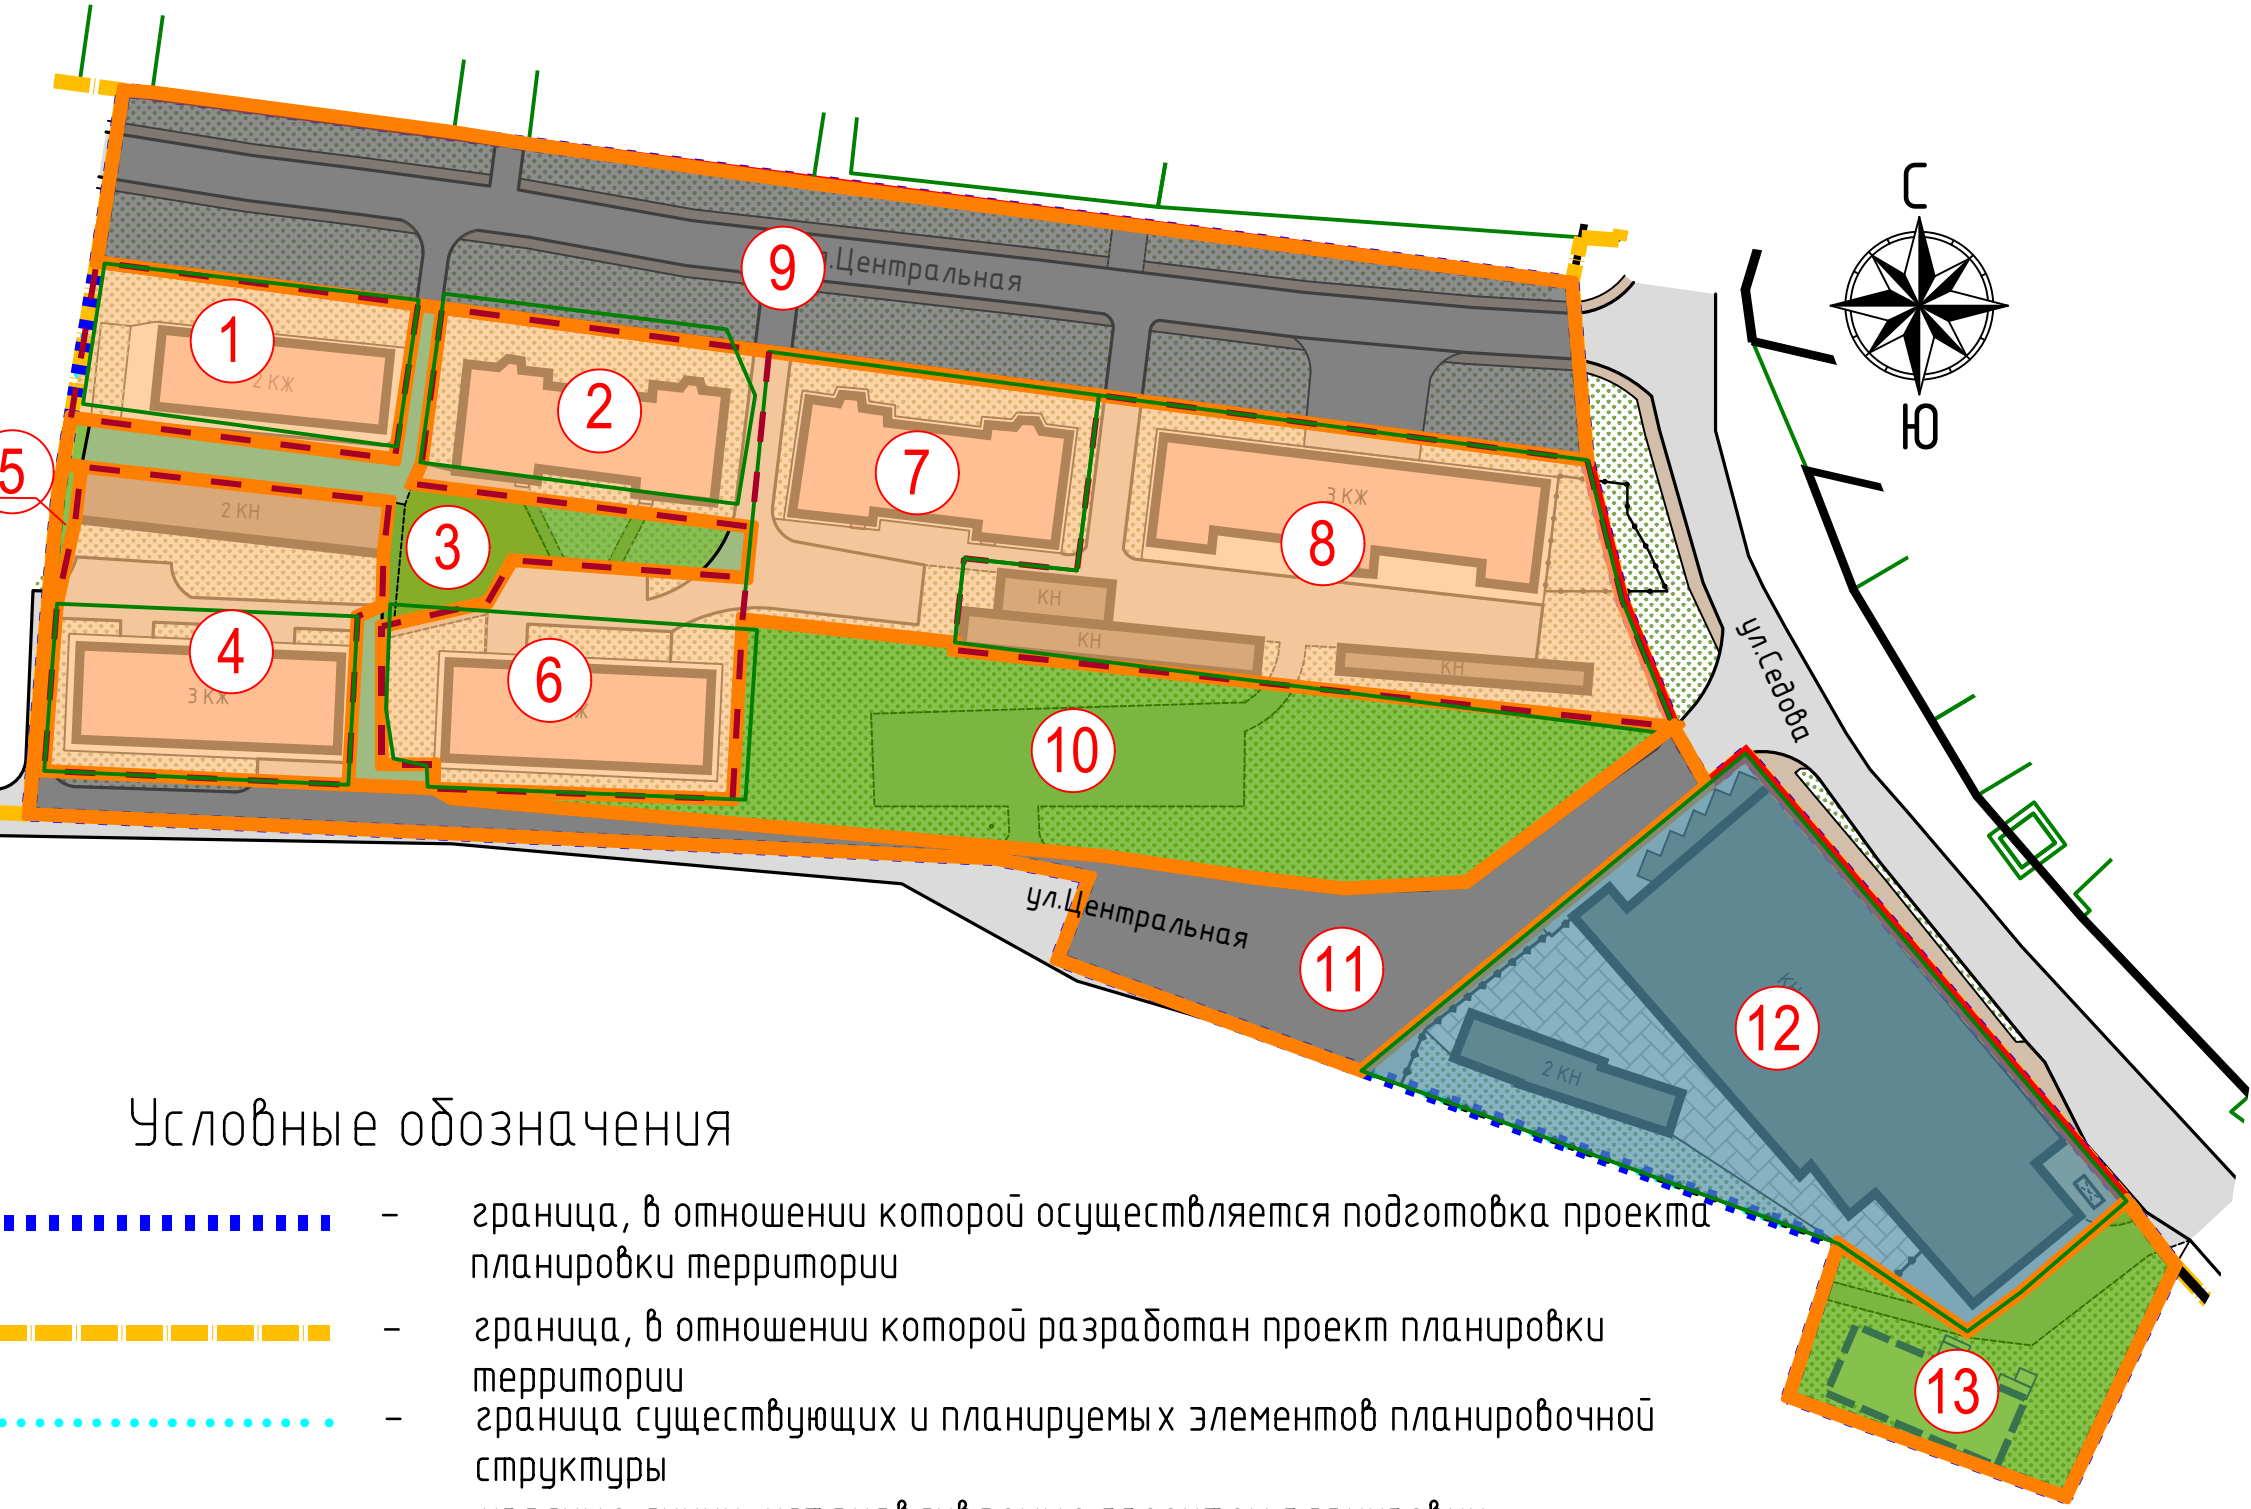 С
9
.Центральная
1
2 КЖ
2
Ю
5
7
3 КЖ
2 КН
3
8
КН
КН
КН
4
3 КЖ
6
Ж
ул.Седова
10
ул.Центральная
11
КН
12
2 КН
Условные обозначения
- граница, в отношении которой осуществляется подготовка проекта
планировки территории
- граница, в отношении которой разработан проект планировки
территории
- граница существующих и планируемых элементов планировочной
структуры
13